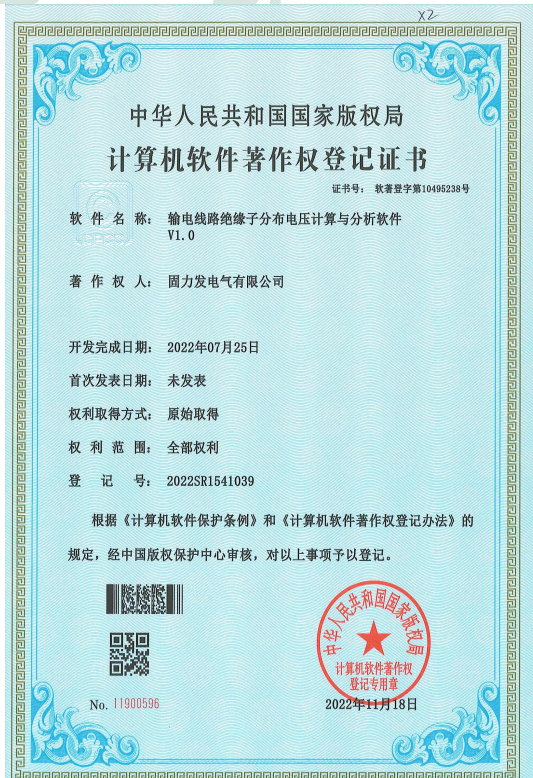 X2
中华人民共和国国家版权局
计算机软件著作权登记证书
证书号： 软著登字第10495238号
软件名称： 输电线路绝缘子分布电压计算与分析软件
V1.0
著作权人： 固力发电气有限公司
开发完成日期： 2022年07月25日
首次发表日期： 未发表
权利取得方式： 原始取得
权利范围： 全部权利
登记号： 2022SR1541039
根据《计算机软件保护条例》和《计算机软件著作权登记办法》的
规定，经中国版权保护中心审核，对以上事项予以登记。
中华人民共和国国家版权局
计算机软件著作权
登记专用章
No. 11900596
2022年11月18日